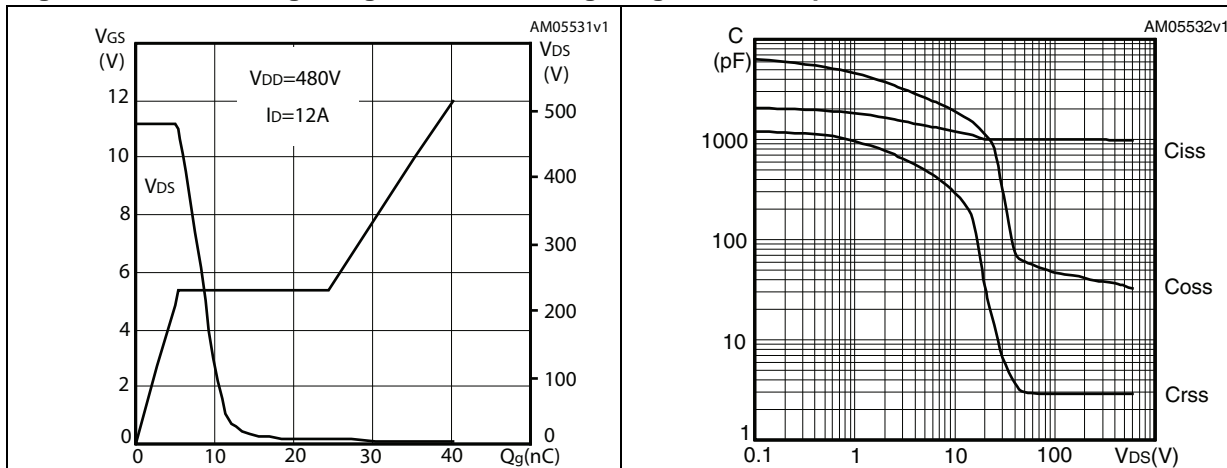 AM05531v1
VGS
(V)
VDS
(V)
VDD=480V
ID=12A
VDS
12
10
8
6
4
2
0
500
400
300
200
100
0
0 10 20 30 40 Qg(nC)
AM05532v1
C
(pF)
1000
100
10
1
Ciss
Coss
Crss
0.1 1 10 100 VDS(V)